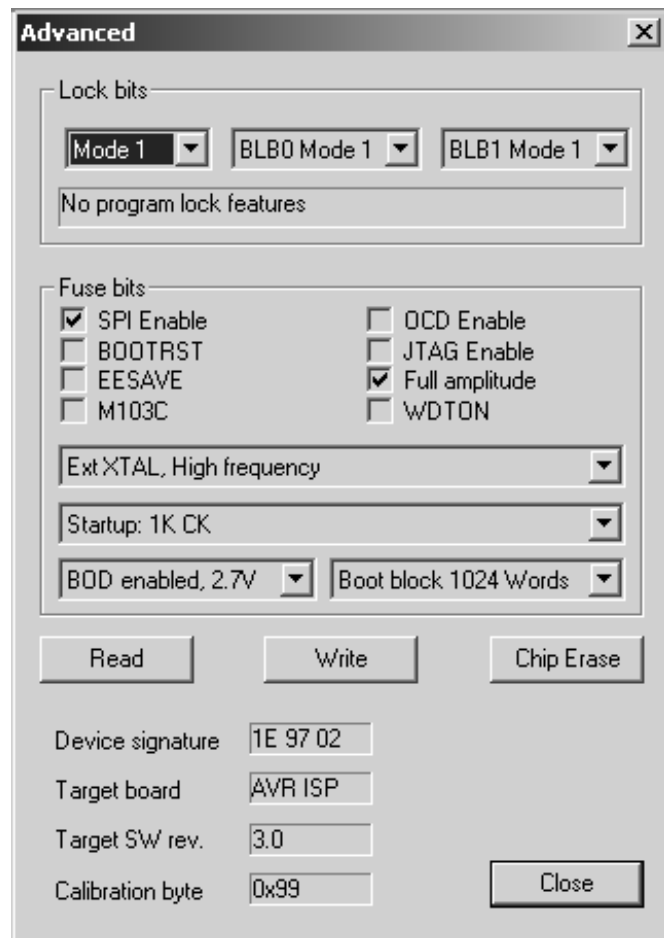 Advanced
Lock bits
Mode 1 BLB0 Mode 1 BLB1 Mode 1
No program lock features
Fuse bits
SPI Enable OCD Enable
BOOTRST JTAG Enable
EESAVE Full amplitude
M103C WDTON
Ext XTAL, High frequency
Startup: 1K CK
BOD enabled, 2.7V Boot block 1024 Words
Read Write Chip Erase
Device signature 1E 97 02
Target board AVR ISP
Target SW rev. 3.0
Calibration byte 0x99
Close